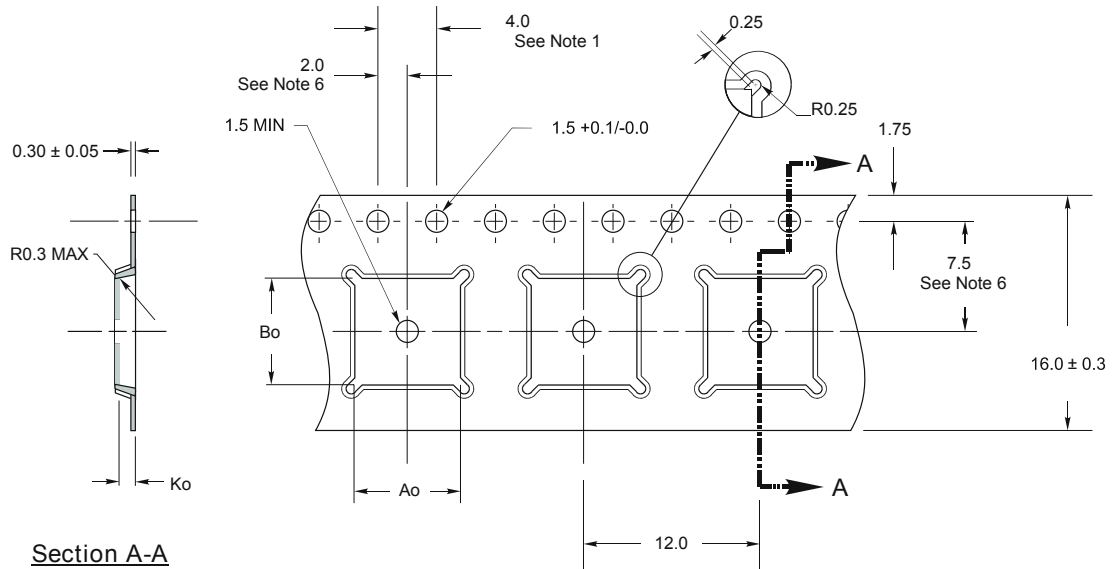 0.25
4.0
See Note 1
2.0
See Note 6
R0.25
1.5 MIN
1.5 +0.1/-0.0
1.75
0.30 ± 0.05
A
R0.3 MAX
7.5
See Note 6
Bo
16.0 ± 0.3
Ko
Ao
A
12.0
Section A-A